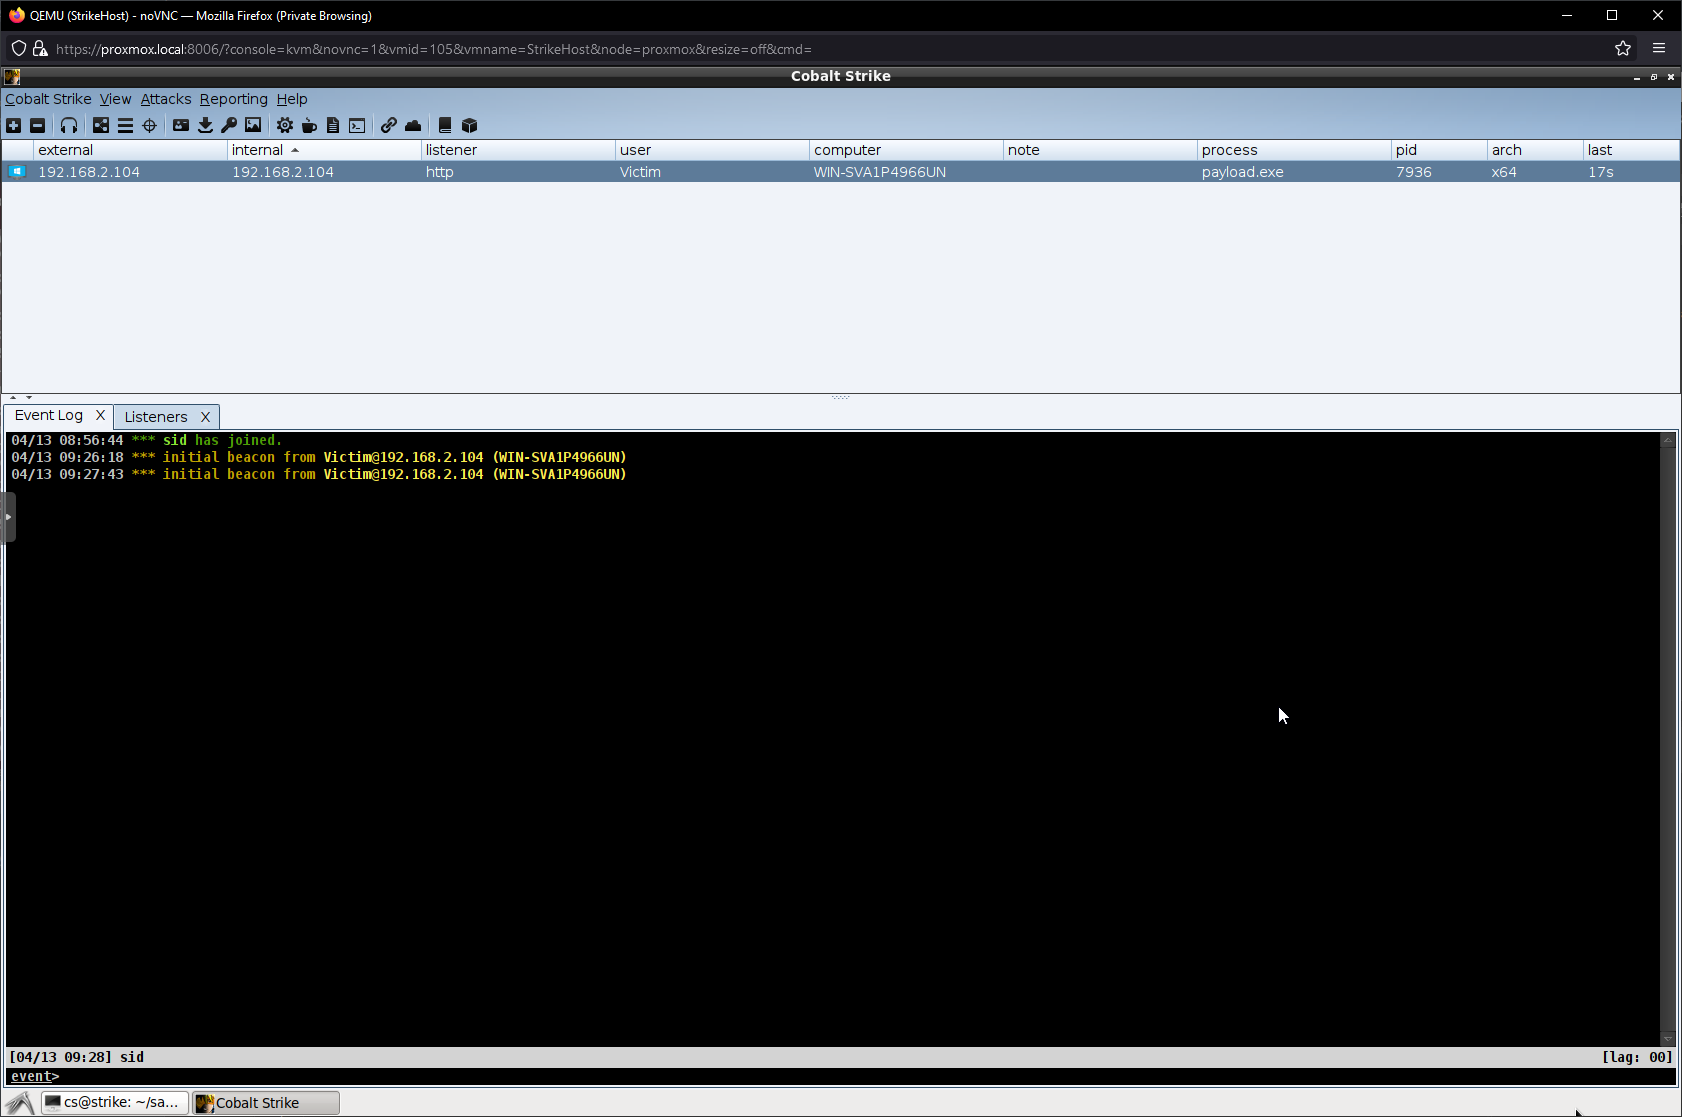 QEMU (StrikeHost) - noVNC — Mozilla Firefox (Private Browsing)
https://proxmox.local:8006/?console=kvm&novnc=1&vmid=105&vmname=StrikeHost&node=proxmox&resize=off&cmd=
Cobalt Strike
Cobalt Strike View Attacks Reporting Help
external internal listener user computer note process pid arch last
192.168.2.104 192.168.2.104 http Victim WIN-SVA1P4966UN payload.exe 7936 x64 17s
Event Log X Listeners X
04/13 08:56:44 *** sid has joined.
04/13 09:26:18 *** initial beacon from Victim@192.168.2.104 (WIN-SVA1P4966UN)
04/13 09:27:43 *** initial beacon from Victim@192.168.2.104 (WIN-SVA1P4966UN)
[04/13 09:28] sid [lag: 00]
event>
cs@strike: ~/sa... Cobalt Strike